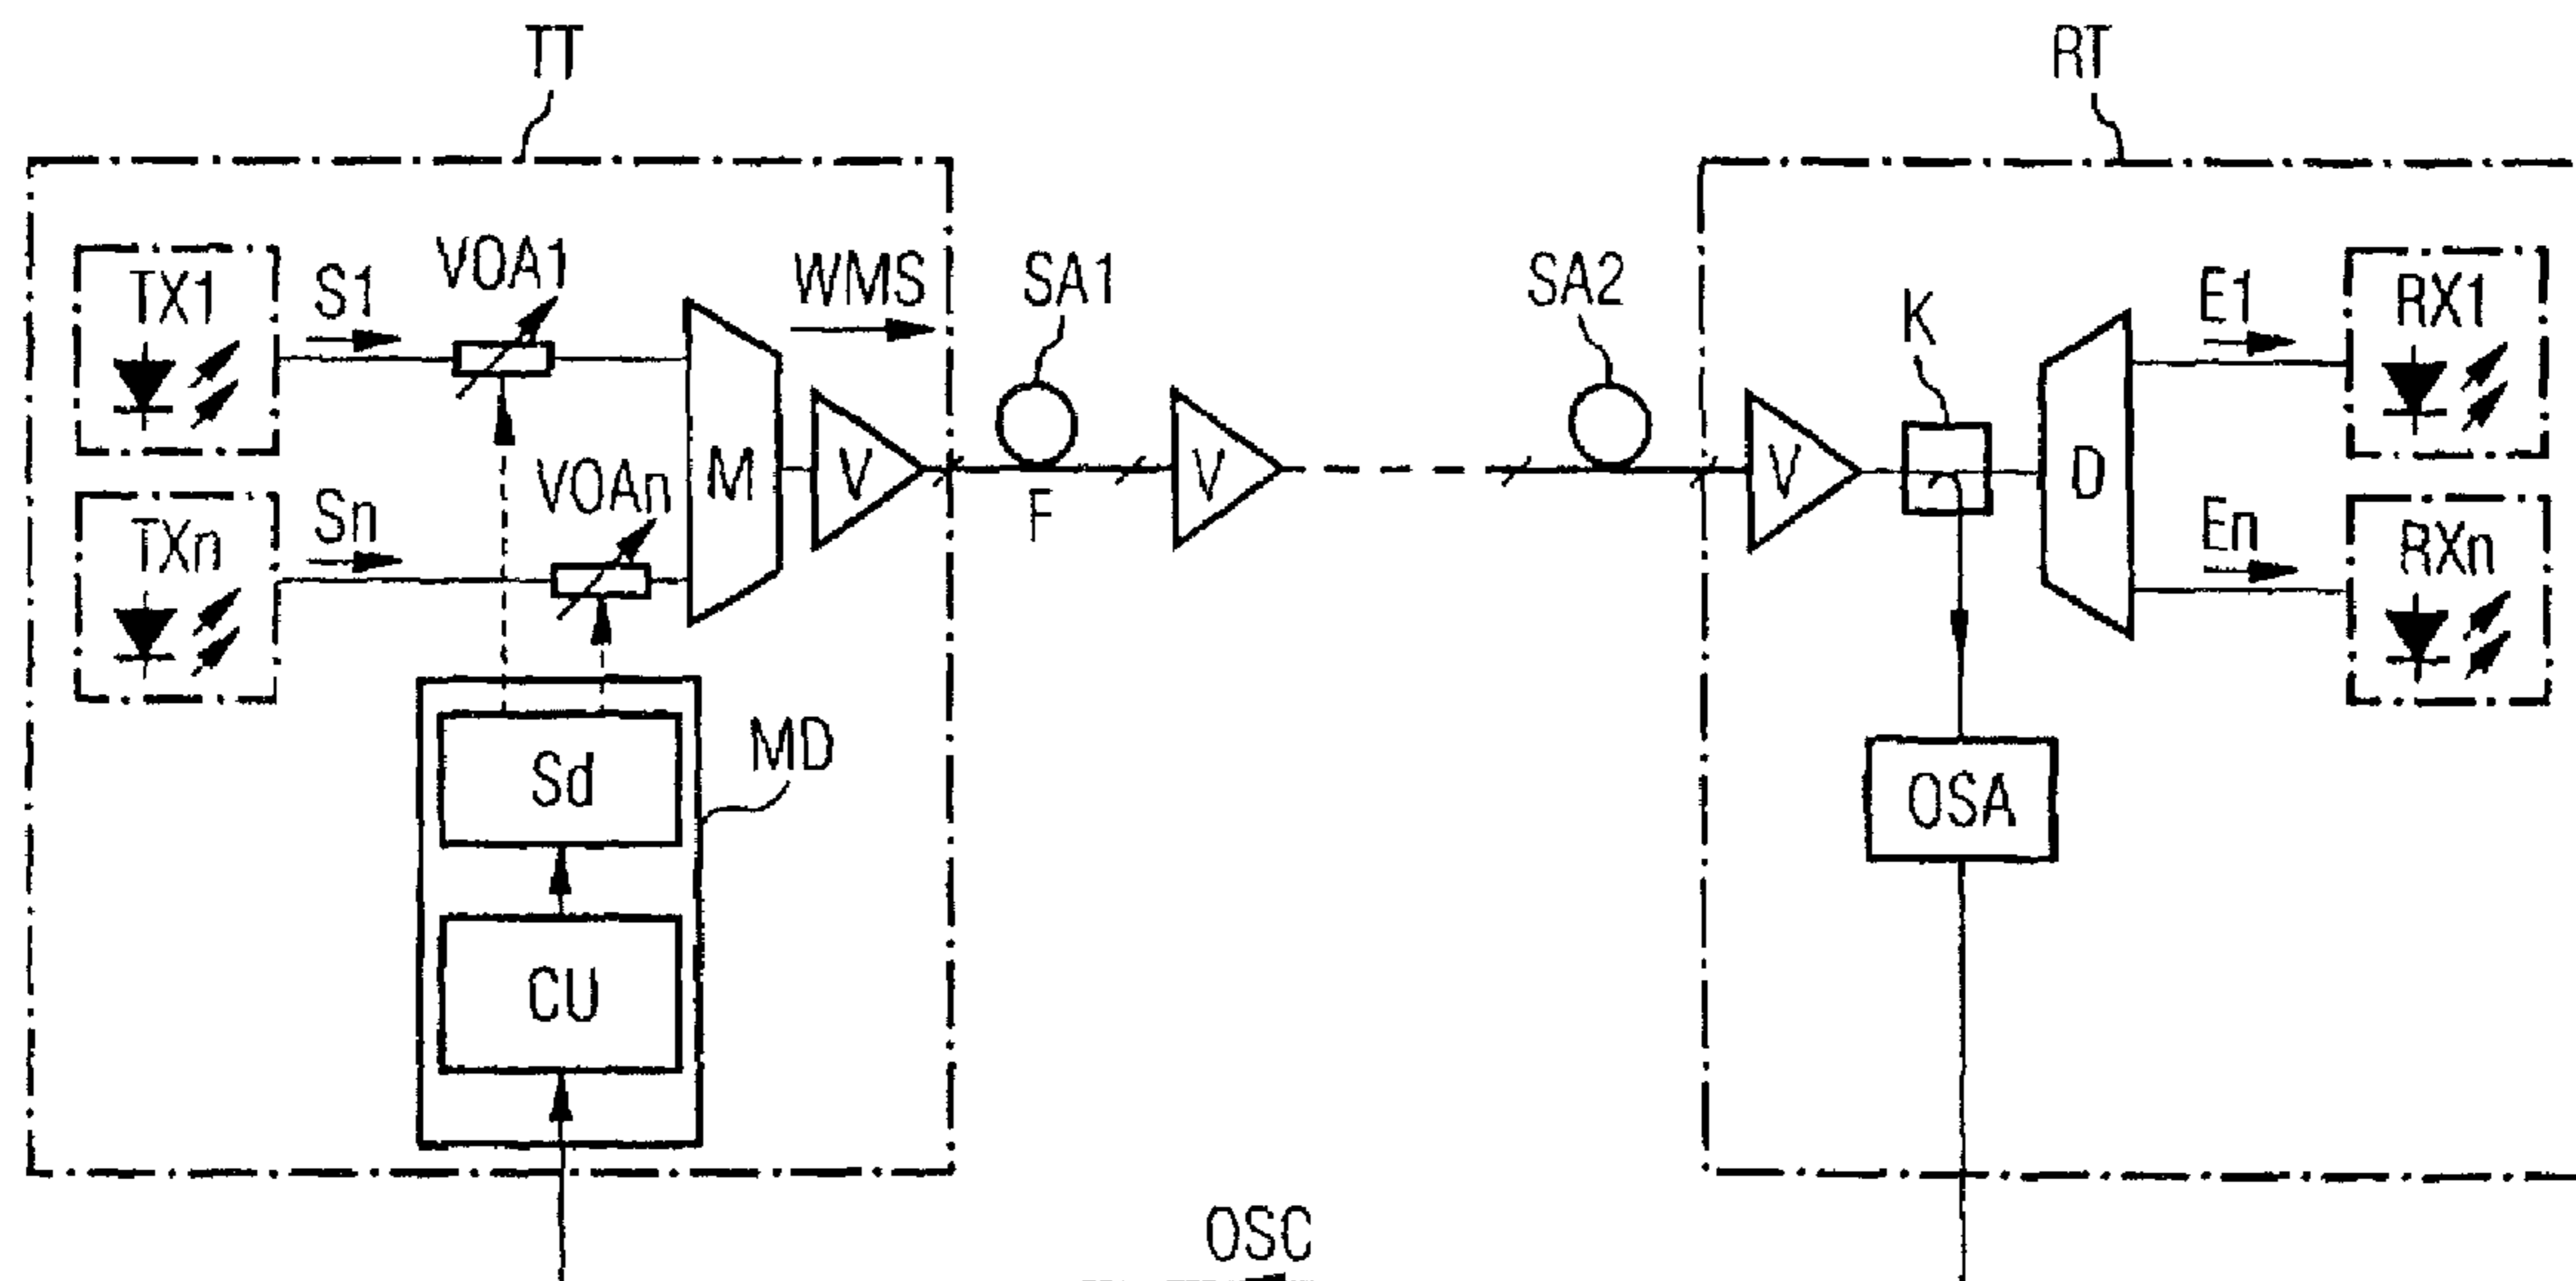 TT
RT
TX1
S1
VOA1
WMS
SA1
SA2
K
E1
RX1
TXn
Sn
VOAn
M
V
F
V
V
D
En
RXn
Sd
MD
OSA
CU
OSC